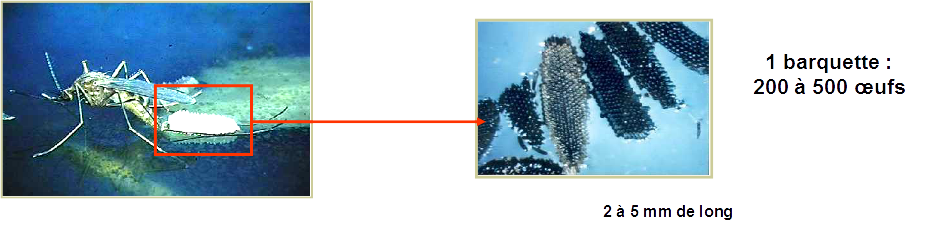 1 barquette :
200 à 500 œufs
2 à 5 mm de long